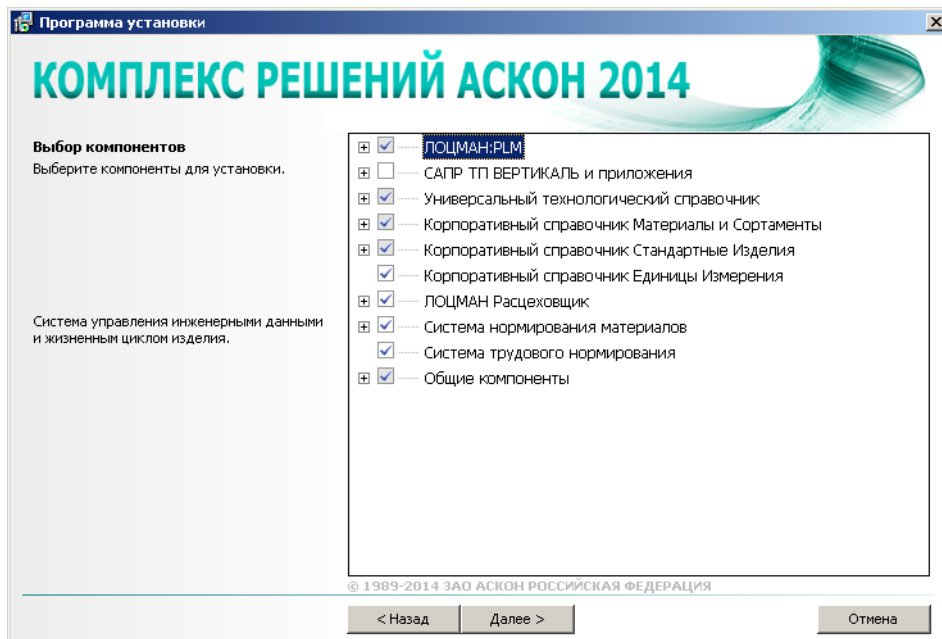 Программа установки
КОМПЛЕКС РЕШЕНИЙ АСКОН 2014
Выбор компонентов
Выберите компоненты для установки.
Система управления инженерными данными
и жизненным циклом изделия.
ЛОЦМАН:PLM
САПР ТП ВЕРТИКАЛЬ и приложения
Универсальный технологический справочник
Корпоративный справочник Материалы и Сортаменты
Корпоративный справочник Стандартные Изделия
Корпоративный справочник Единицы Измерения
ЛОЦМАН Расцеховщик
Система нормирования материалов
Система трудового нормирования
Общие компоненты
© 1989-2014 ЗАО АСКОН РОССИЙСКАЯ ФЕДЕРАЦИЯ
< Назад
Далее >
Отмена